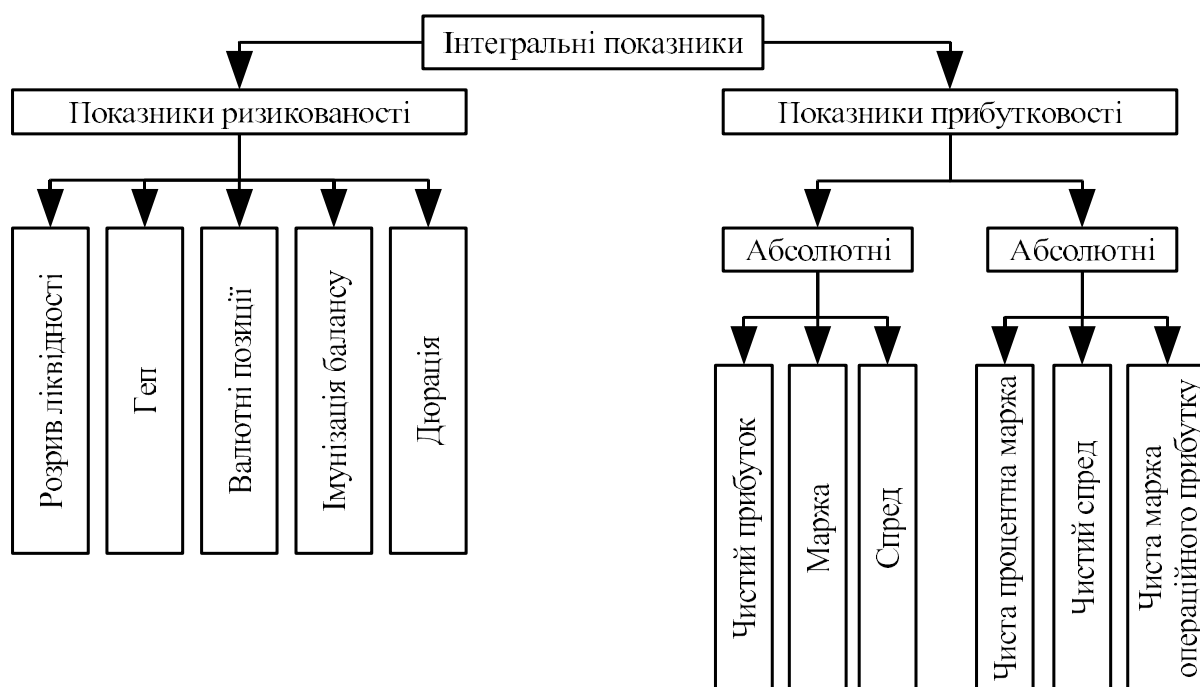 Інтегральні показники
Показники ризикованості
Показники прибутковості
Абсолютні
Абсолютні
Розрив ліквідності
Геп
Валютні позиції
Імунізація балансу
Дюрація
Чистий прибуток
Маржа
Спред
Чиста процентна маржа
Чистий спред
Чиста маржа
операційного прибутку